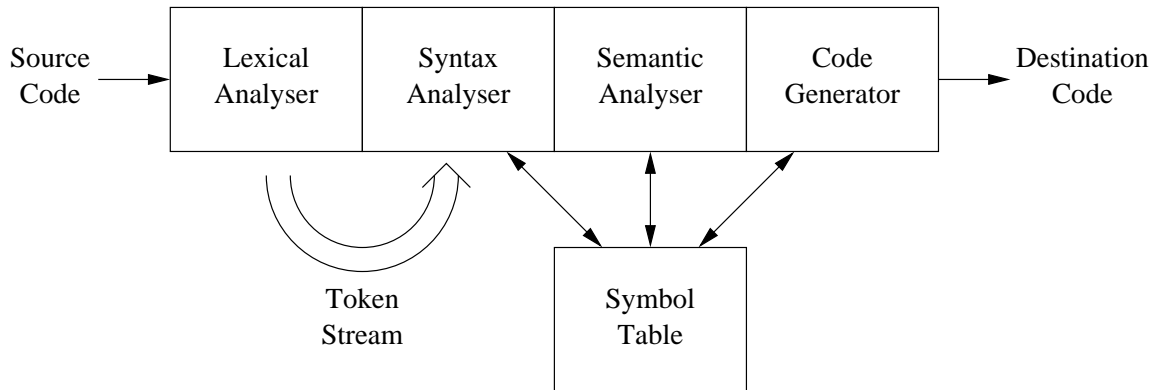 Source
Code
Lexical
Analyser
Syntax
Analyser
Semantic
Analyser
Code
Generator
Destination
Code
Token
Stream
Symbol
Table